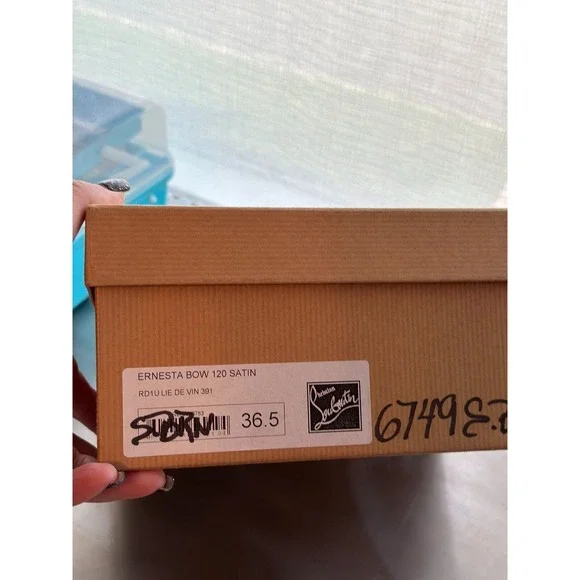 ERNESTA BOW 120 SATIN
RD1U LIE DE VIN 391
36.5
Christian
Louboutin
6749